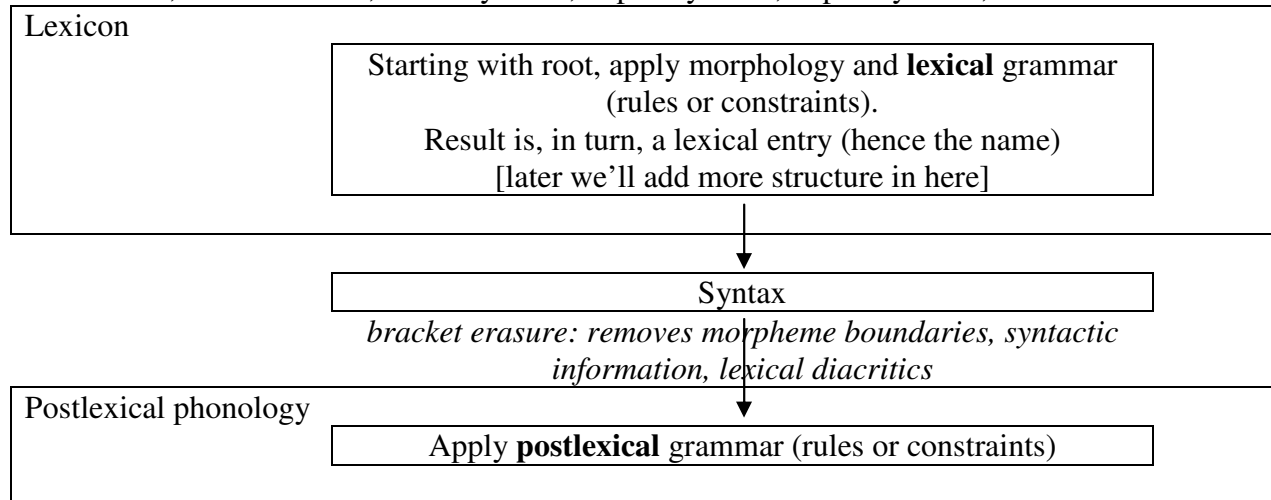 Lexicon
Starting with root, apply morphology and lexical grammar
(rules or constraints).
Result is, in turn, a lexical entry (hence the name)
[later we’ll add more structure in here]
Syntax
bracket erasure: removes morpheme boundaries, syntactic
information, lexical diacritics
Postlexical phonology
Apply postlexical grammar (rules or constraints)